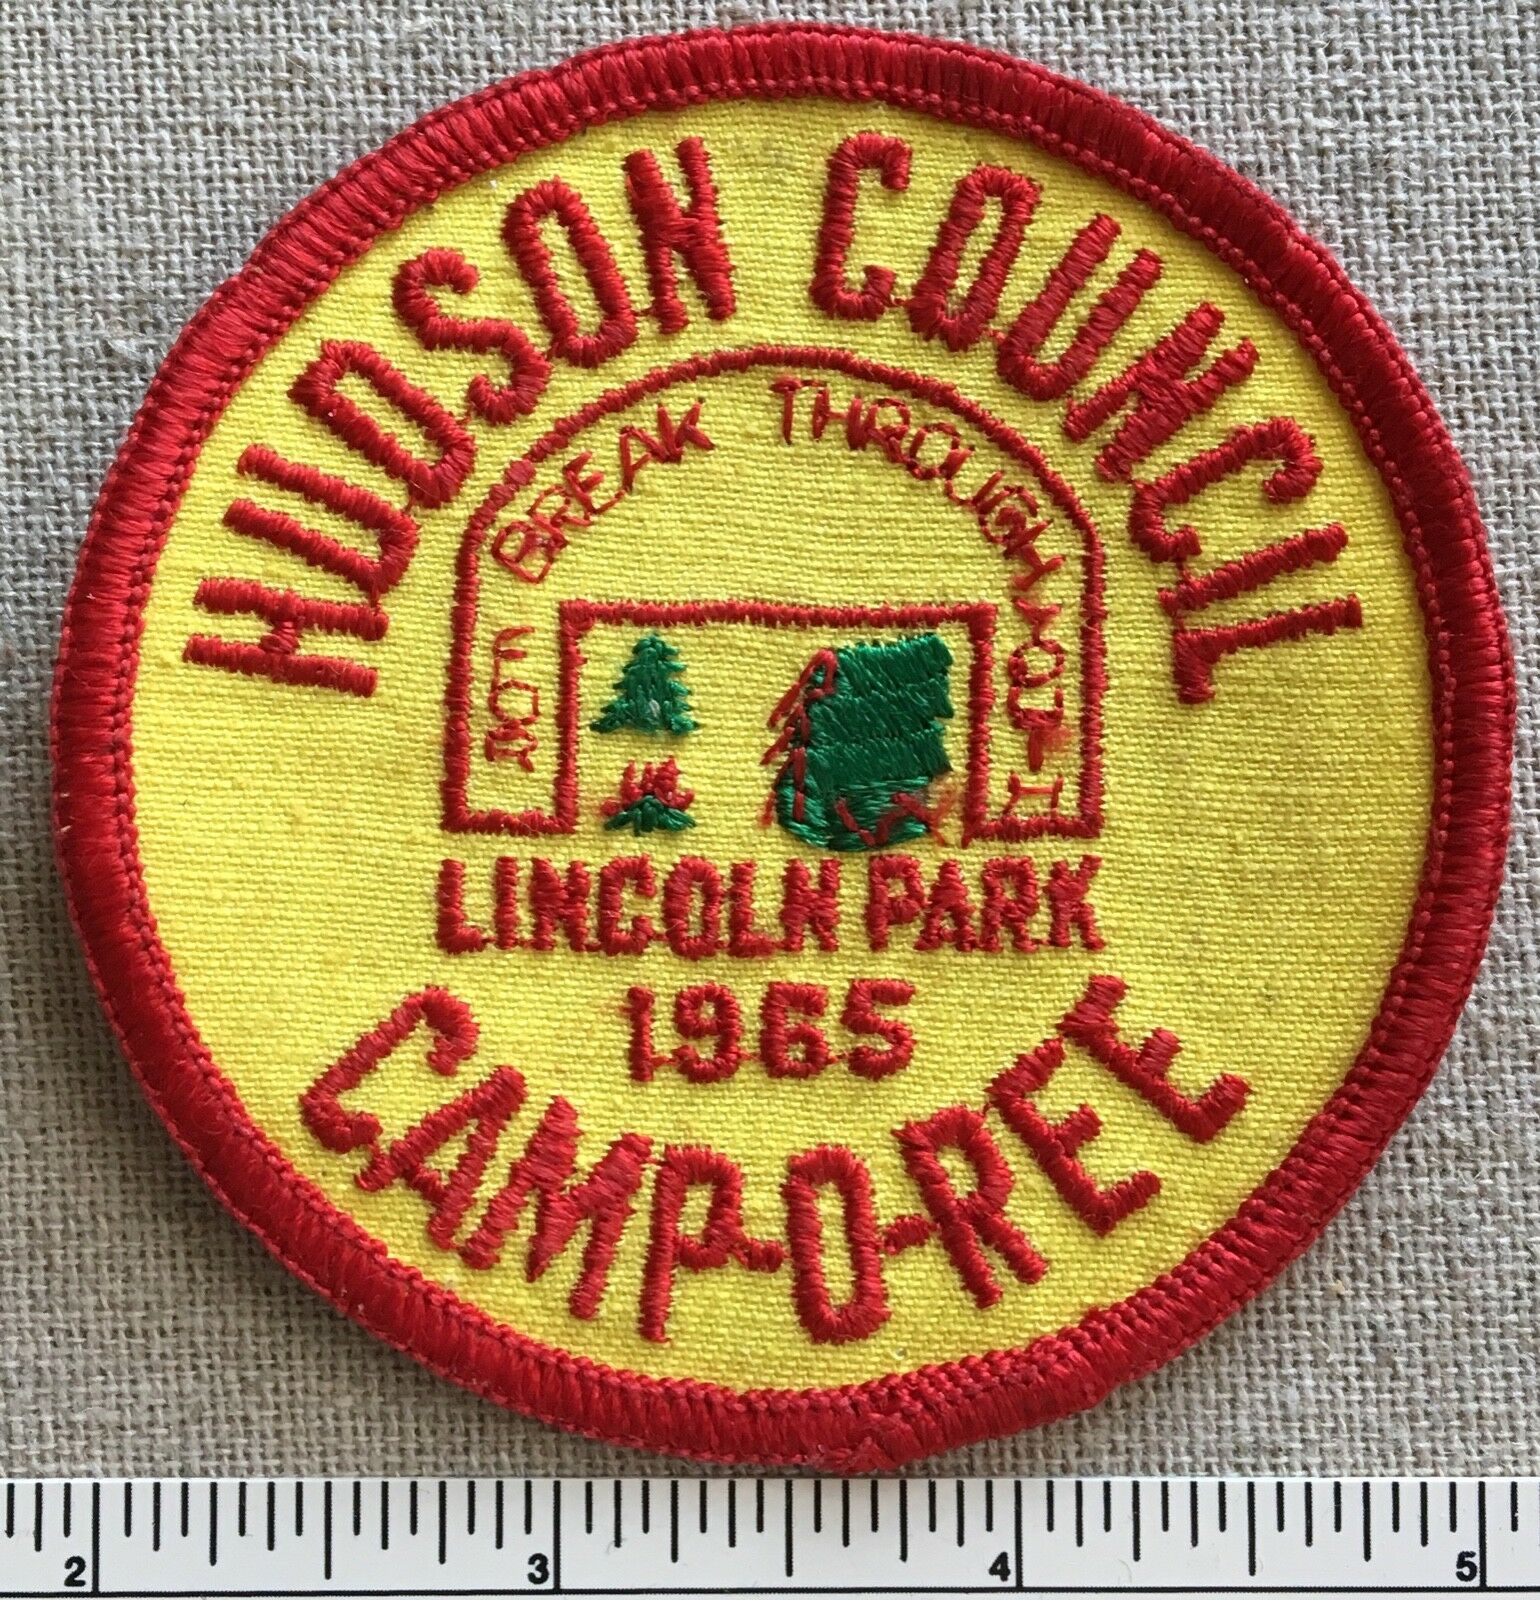 HUDSON COUNCIL
FOR BREAK THROUGH YOUTH
LINCOLN PARK
1965
CAMP-O-REE
2 3 4 5